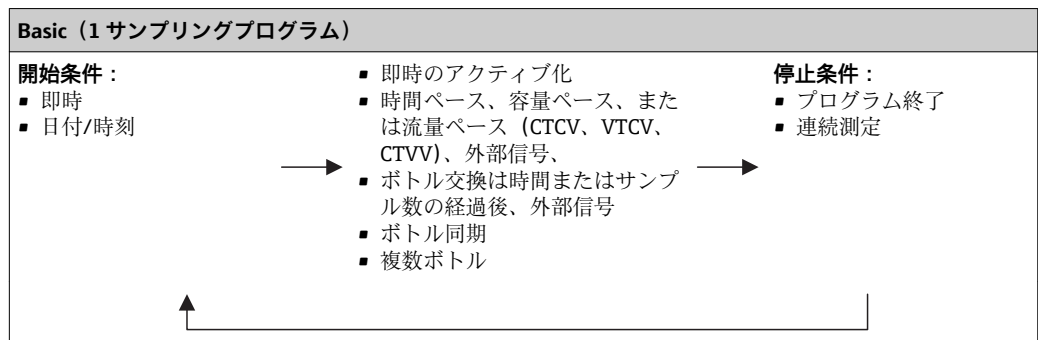 Basic（1 サンプリングプログラム）
開始条件：
▪ 即時
▪ 日付/時刻
▪ 即時のアクティブ化
▪ 時間ペース、容量ペース、また
は流量ペース（CTCV、VTCV、
CTVV）、外部信号、
▪ ボトル交換は時間またはサンプ
ル数の経過後、外部信号
▪ ボトル同期
▪ 複数ボトル
停止条件：
▪ プログラム終了
▪ 連続測定